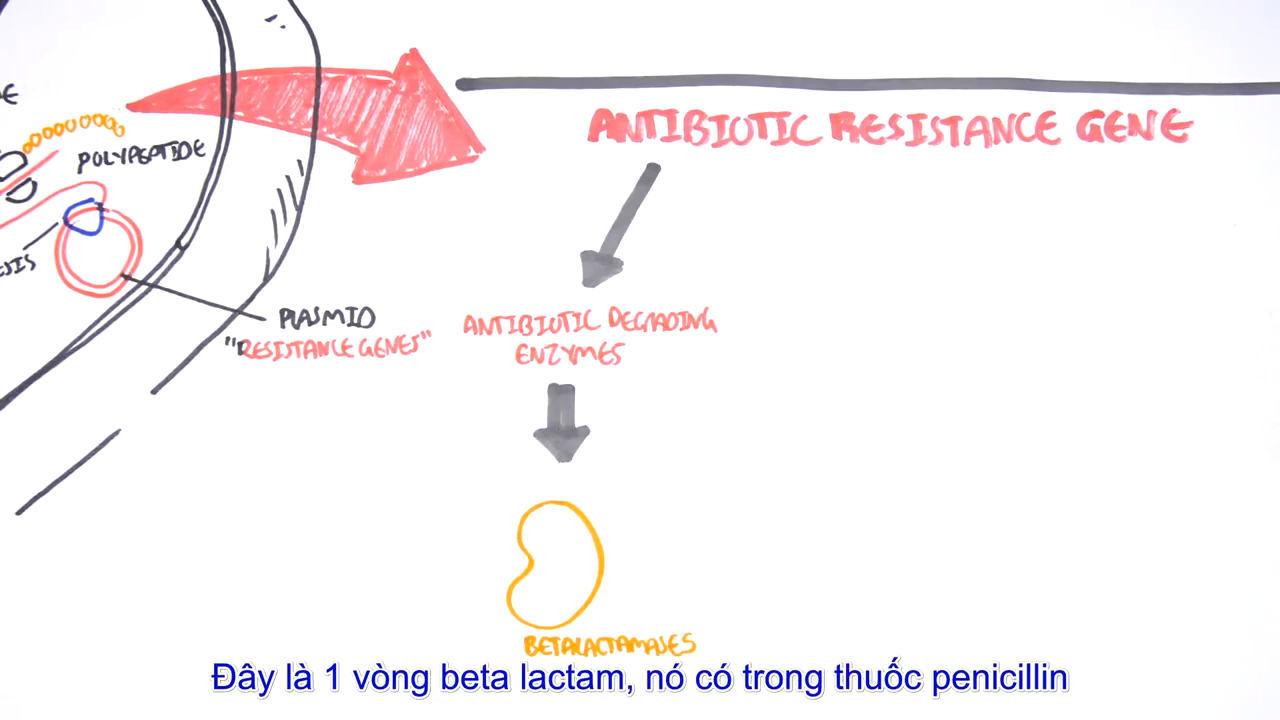 ANTIBIOTIC RESISTANCE GENE
POLYPEPTIDE
PLASMID
"RESISTANCE GENES"
ANTIBIOTIC DEGRADING
ENZYMES
BETALACTAMASES
Đây là 1 vòng beta lactam, nó có trong thuốc penicillin